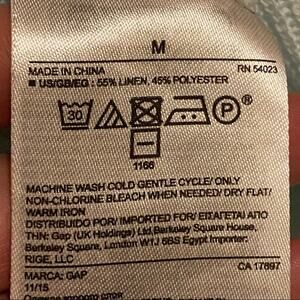 M
MADE IN CHINA RN 54023
■ US/GB/EG: 55% LINEN, 45% POLYESTER
30 P
1166
MACHINE WASH COLD GENTLE CYCLE/ ONLY
NON-CHLORINE BLEACH WHEN NEEDED/ DRY FLAT/
WARM IRON
DISTRIBUIDO POR/ IMPORTED FOR/ ΕΙΣΑΓΕΤΑΙ ΑΠΟ
ΤΗΝ: Gap (UK Holdings) Ltd.Berkeley Square House,
Berkeley Square, London W1J 6BS Egypt Importer:
RIGE, LLC
CA 17897
MARCA: GAP
11/15